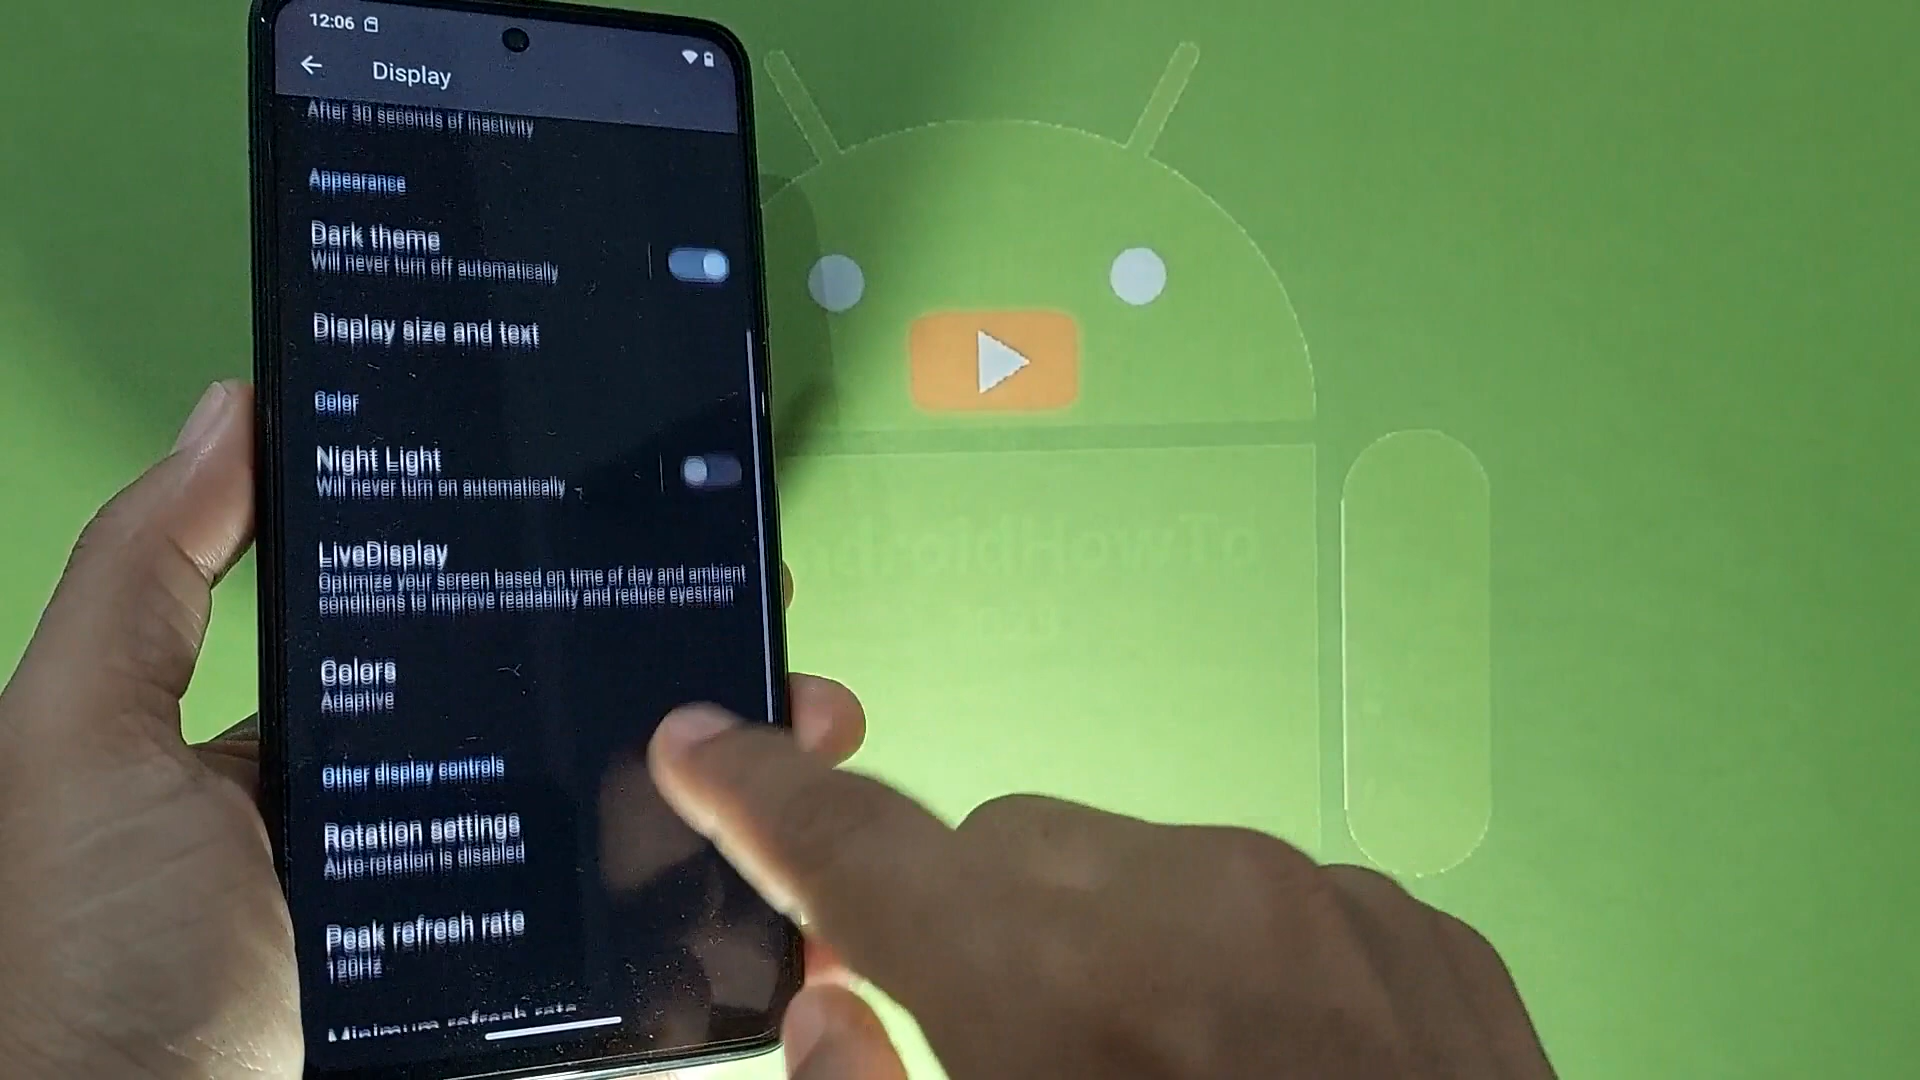 12:06
Display
After 30 seconds of inactivity
Appearance
Dark theme
Will never turn off automatically
Display size and text
Color
Night Light
Will never turn on automatically
LiveDisplay
Optimize your screen based on time of day and ambient
conditions to improve readability and reduce eyestrain
Colors
Adaptive
Other display controls
Rotation settings
Auto-rotation is disabled
Peak refresh rate
120Hz
Minimum refresh rate